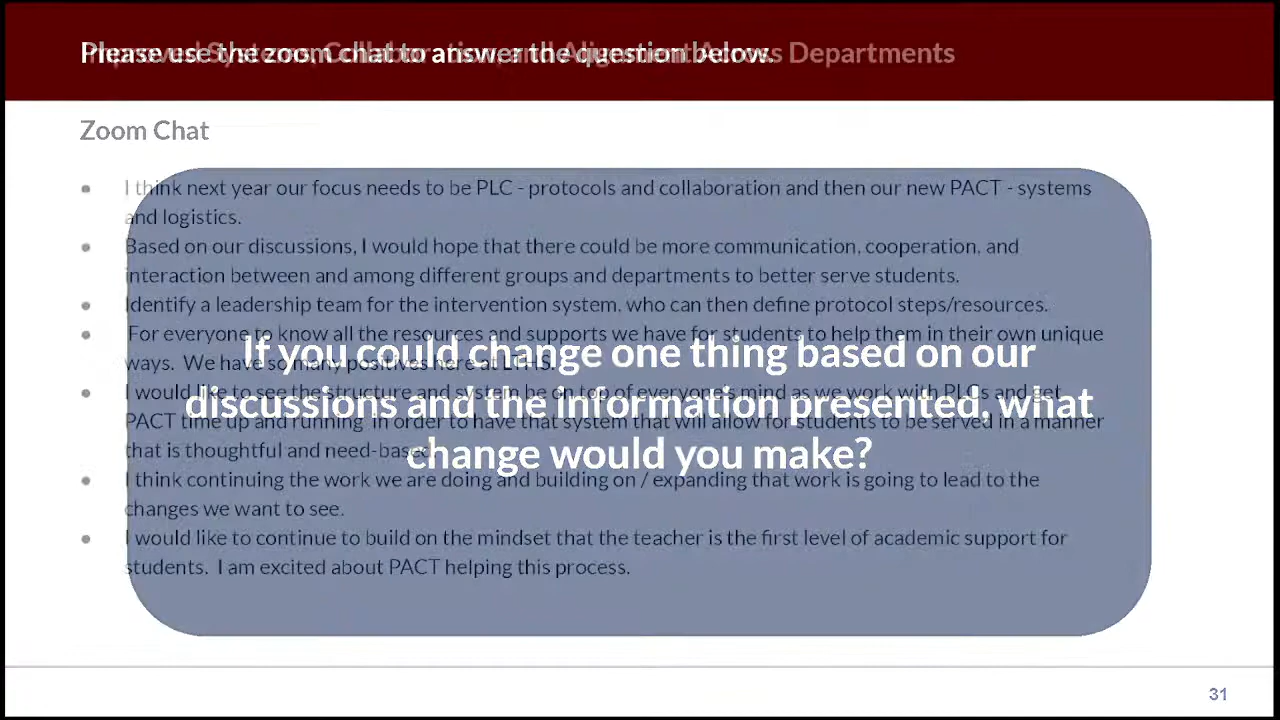 Please use the zoom chat to answer the question below.
Improved Systems, Collaboration, and Alignment Across Departments
Zoom Chat
• I think next year our focus needs to be PLC - protocols and collaboration and then our new PACT - systems
and logistics.
• Based on our discussions, I would hope that there could be more communication, cooperation, and
interaction between and among different groups and departments to better serve students.
• Identify a leadership team for the intervention system, who can then define protocol steps/resources.
• For everyone to know all the resources and supports we have for students to help them in their own unique
ways. We have so many positives here at LTHS.
• I would like to see the structure and system be on top of everyone's mind as we work with PLCs and get
PACT time up and running in order to have that system that will allow for students to be served in a manner
that is thoughtful and need-based.
• I think continuing the work we are doing and building on / expanding that work is going to lead to the
changes we want to see.
• I would like to continue to build on the mindset that the teacher is the first level of academic support for
students. I am excited about PACT helping this process.
If you could change one thing based on our
discussions and the information presented, what
change would you make?
31